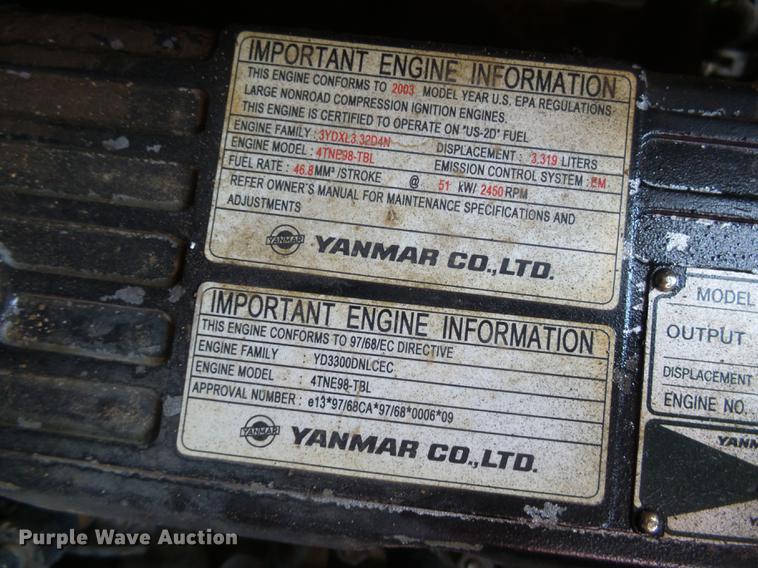 IMPORTANT ENGINE INFORMATION
THIS ENGINE CONFORMS TO 2003 MODEL YEAR U.S. EPA REGULATIONS
LARGE NONROAD COMPRESSION IGNITION ENGINES.
THIS ENGINE IS CERTIFIED TO OPERATE ON "US-2D" FUEL
ENGINE FAMILY : 3YDXL3.32D4N DISPLACEMENT : 3.319 LITERS
ENGINE MODEL : 4TNE98-TBL EMISSION CONTROL SYSTEM : EM
FUEL RATE : 46.8 MM³ /STROKE @ 51 kW/ 2450 RPM
REFER OWNER'S MANUAL FOR MAINTENANCE SPECIFICATIONS AND
ADJUSTMENTS
YANMAR YANMAR CO.,LTD.
IMPORTANT ENGINE INFORMATION
THIS ENGINE CONFORMS TO 97/68/EC DIRECTIVE
ENGINE FAMILY : YD3300DNLCEC
ENGINE MODEL : 4TNE98-TBL
APPROVAL NUMBER : e13*97/68CA*97/68*0006*09
YANMAR YANMAR CO.,LTD.
MODEL
OUTPUT
DISPLACEMENT
ENGINE NO.
YANM
Y
Purple Wave Auction